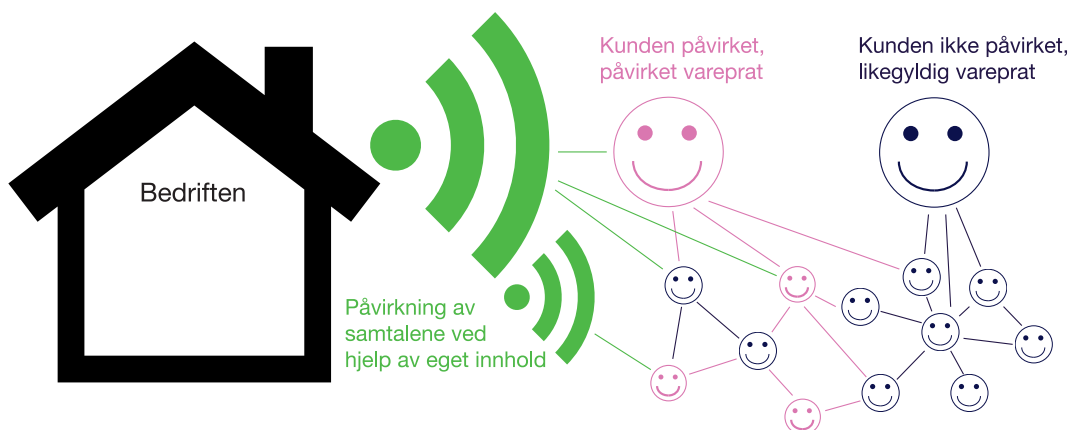 Bedriften
Påvirkning av
samtalene ved
hjelp av eget innhold
Kunden påvirket,
påvirket vareprat
Kunden ikke påvirket,
likegyldig vareprat